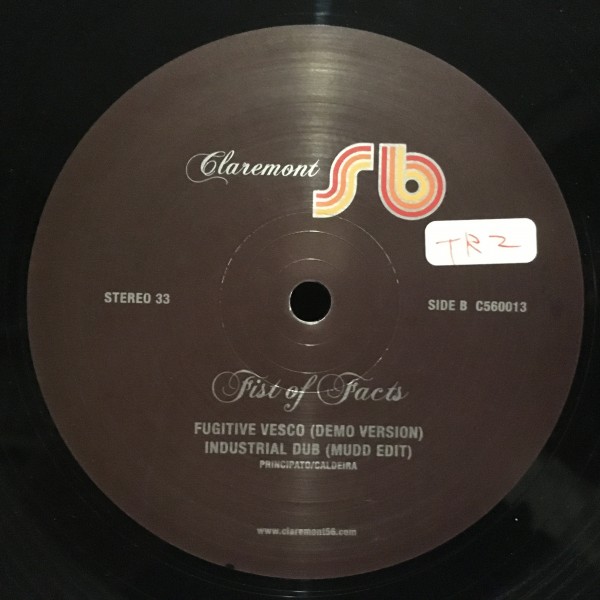 Claremont 56
TR2
STEREO 33
SIDE B C560013
Fist of Facts
FUGITIVE VESCO (DEMO VERSION)
INDUSTRIAL DUB (MUDD EDIT)
PRINCIPATO/CALDEIRA
www.claremont56.com